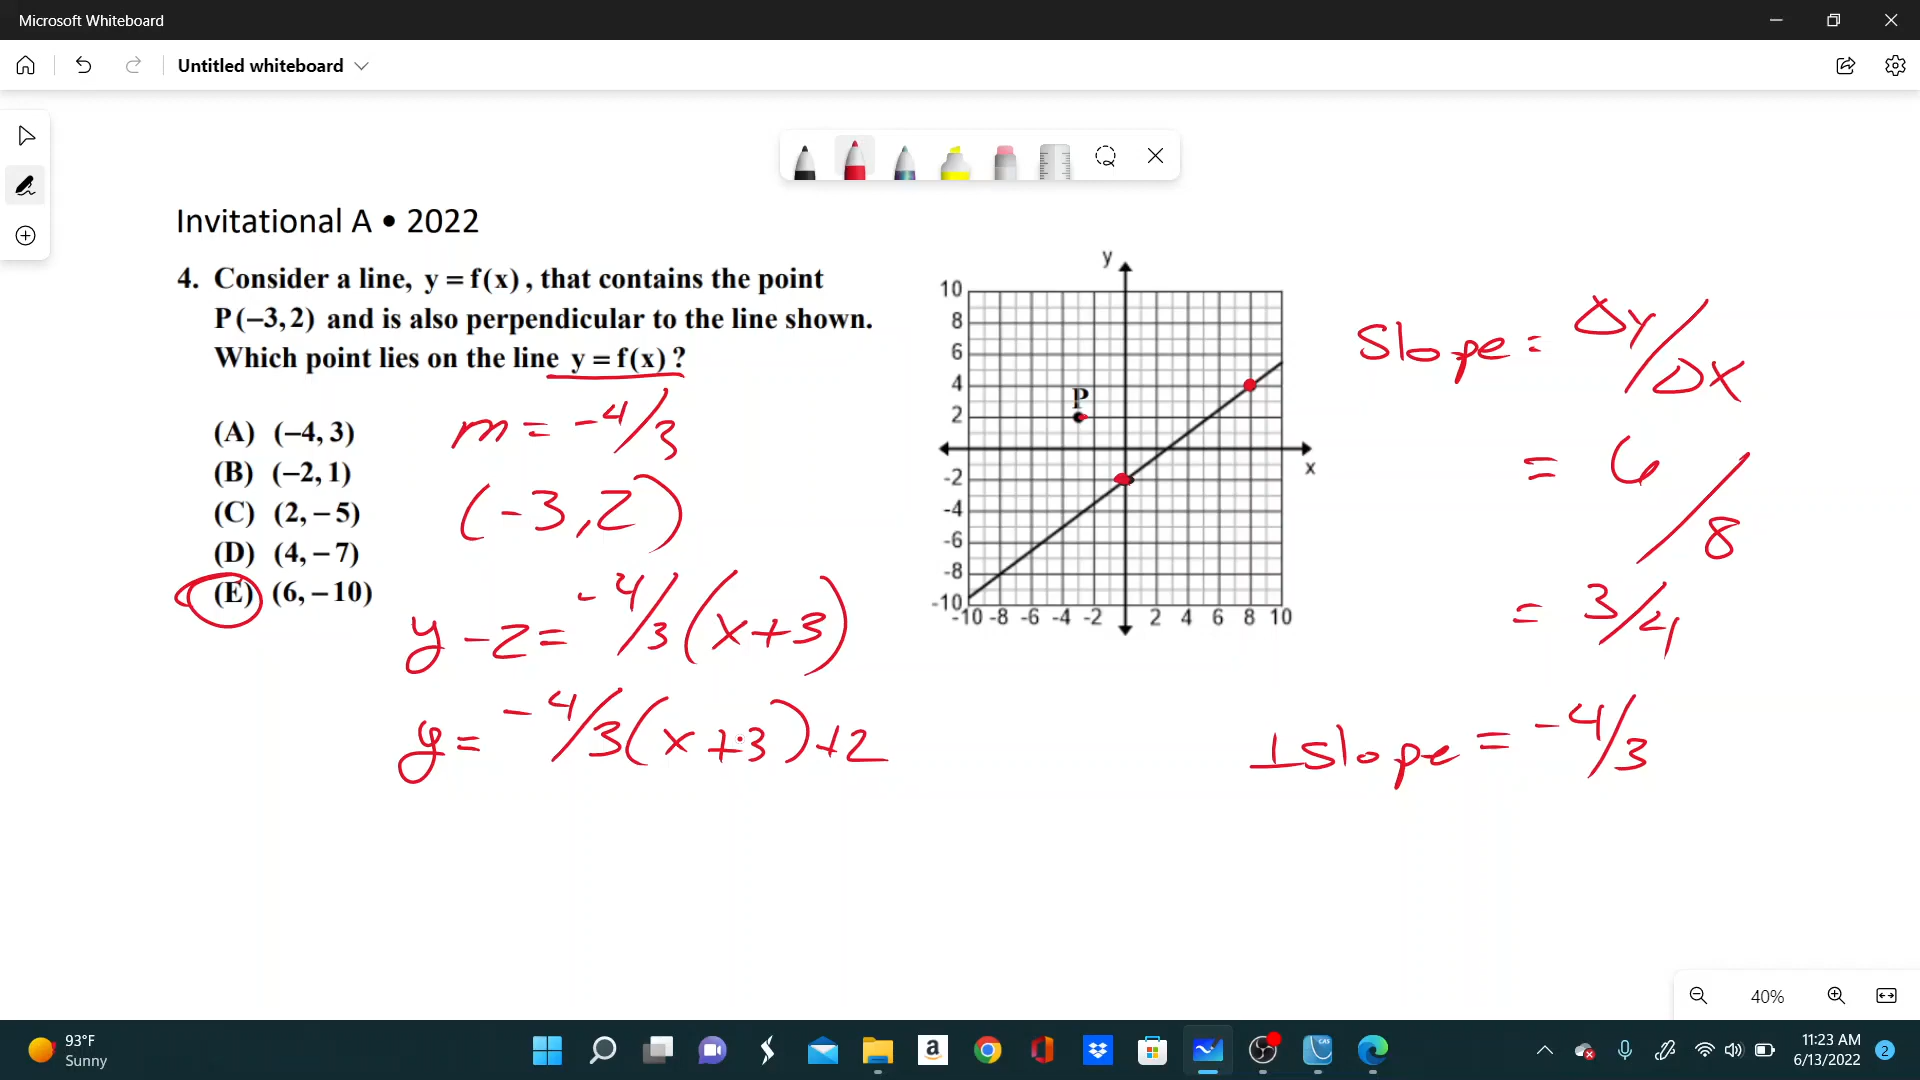 Microsoft Whiteboard
Untitled whiteboard
Invitational A • 2022
4. Consider a line, y = f(x), that contains the point
P(−3, 2) and is also perpendicular to the line shown.
Which point lies on the line y = f(x) ?
(A) (−4, 3)
(B) (−2, 1)
(C) (2, − 5)
(D) (4, − 7)
(E) (6, − 10)
m = -4/3
(-3, 2)
y - 2 = -4/3 (x+3)
y = -4/3 (x+3) + 2
y
10
8
6
4
2
-2
-4
-6
-8
-10
P
x
-10 -8 -6 -4 -2 2 4 6 8 10
Slope = Δy/Δx
= 6/8
= 3/4
⊥slope = -4/3
40%
93°F
Sunny
a
CAS
11:23 AM
6/13/2022
2